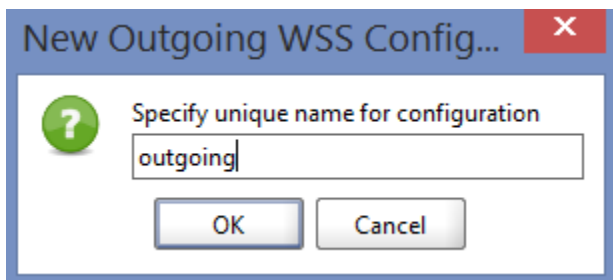 New Outgoing WSS Config...
Specify unique name for configuration
outgoing
OK Cancel